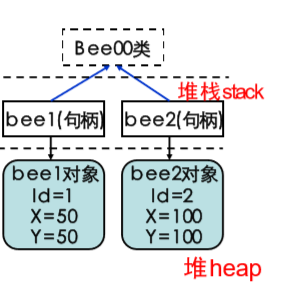 Bee00类
堆栈stack
bee1(句柄)
bee2(句柄)
bee1对象
Id=1
X=50
Y=50
bee2对象
Id=2
X=100
Y=100
堆heap